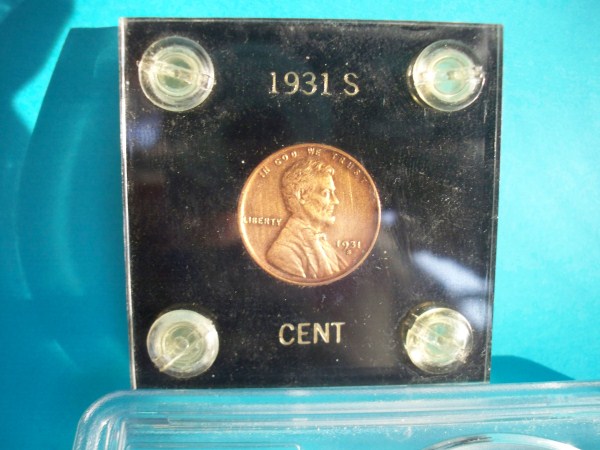 1931 S
IN GOD WE TRUST
LIBERTY
1931
S
CENT